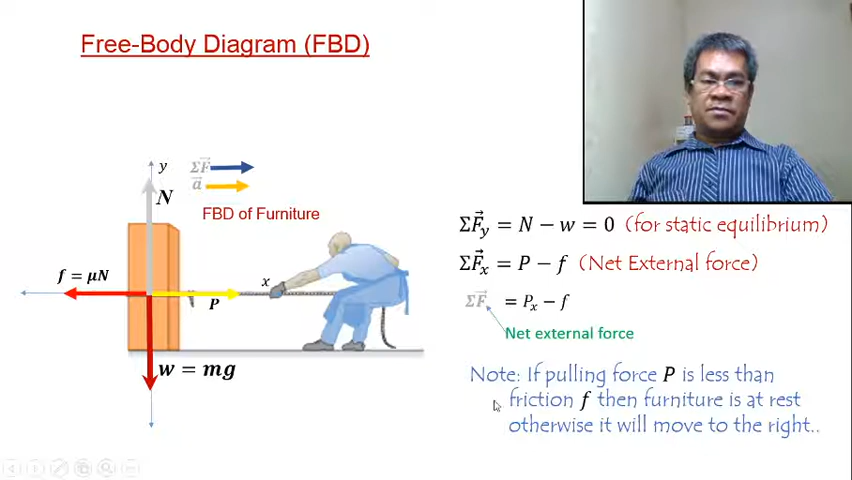 Free-Body Diagram (FBD)
y
ΣF⃗
a⃗
N
FBD of Furniture
f = μN
x
P
w = mg
ΣF⃗y = N − w = 0 (for static equilibrium)
ΣF⃗x = P − f (Net External force)
ΣF⃗ = Px − f
Net external force
Note: If pulling force P is less than
friction f then furniture is at rest
otherwise it will move to the right..